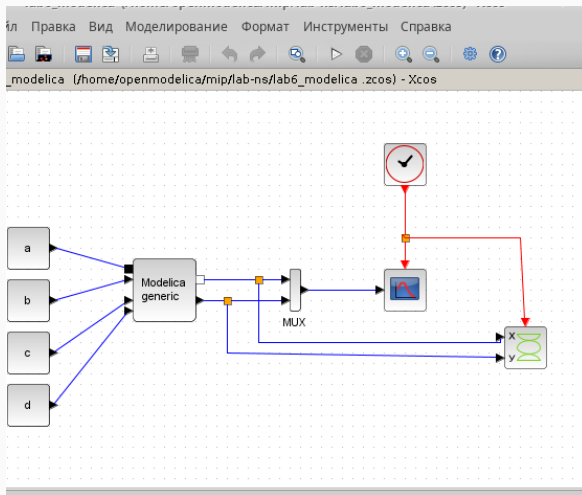 йл Правка Вид Моделирование Формат Инструменты Справка
_modelica (/home/openmodelica/mip/lab-ns/lab6_modelica .zcos) - Xcos
a
b
c
d
Modelica
generic
MUX
X
y